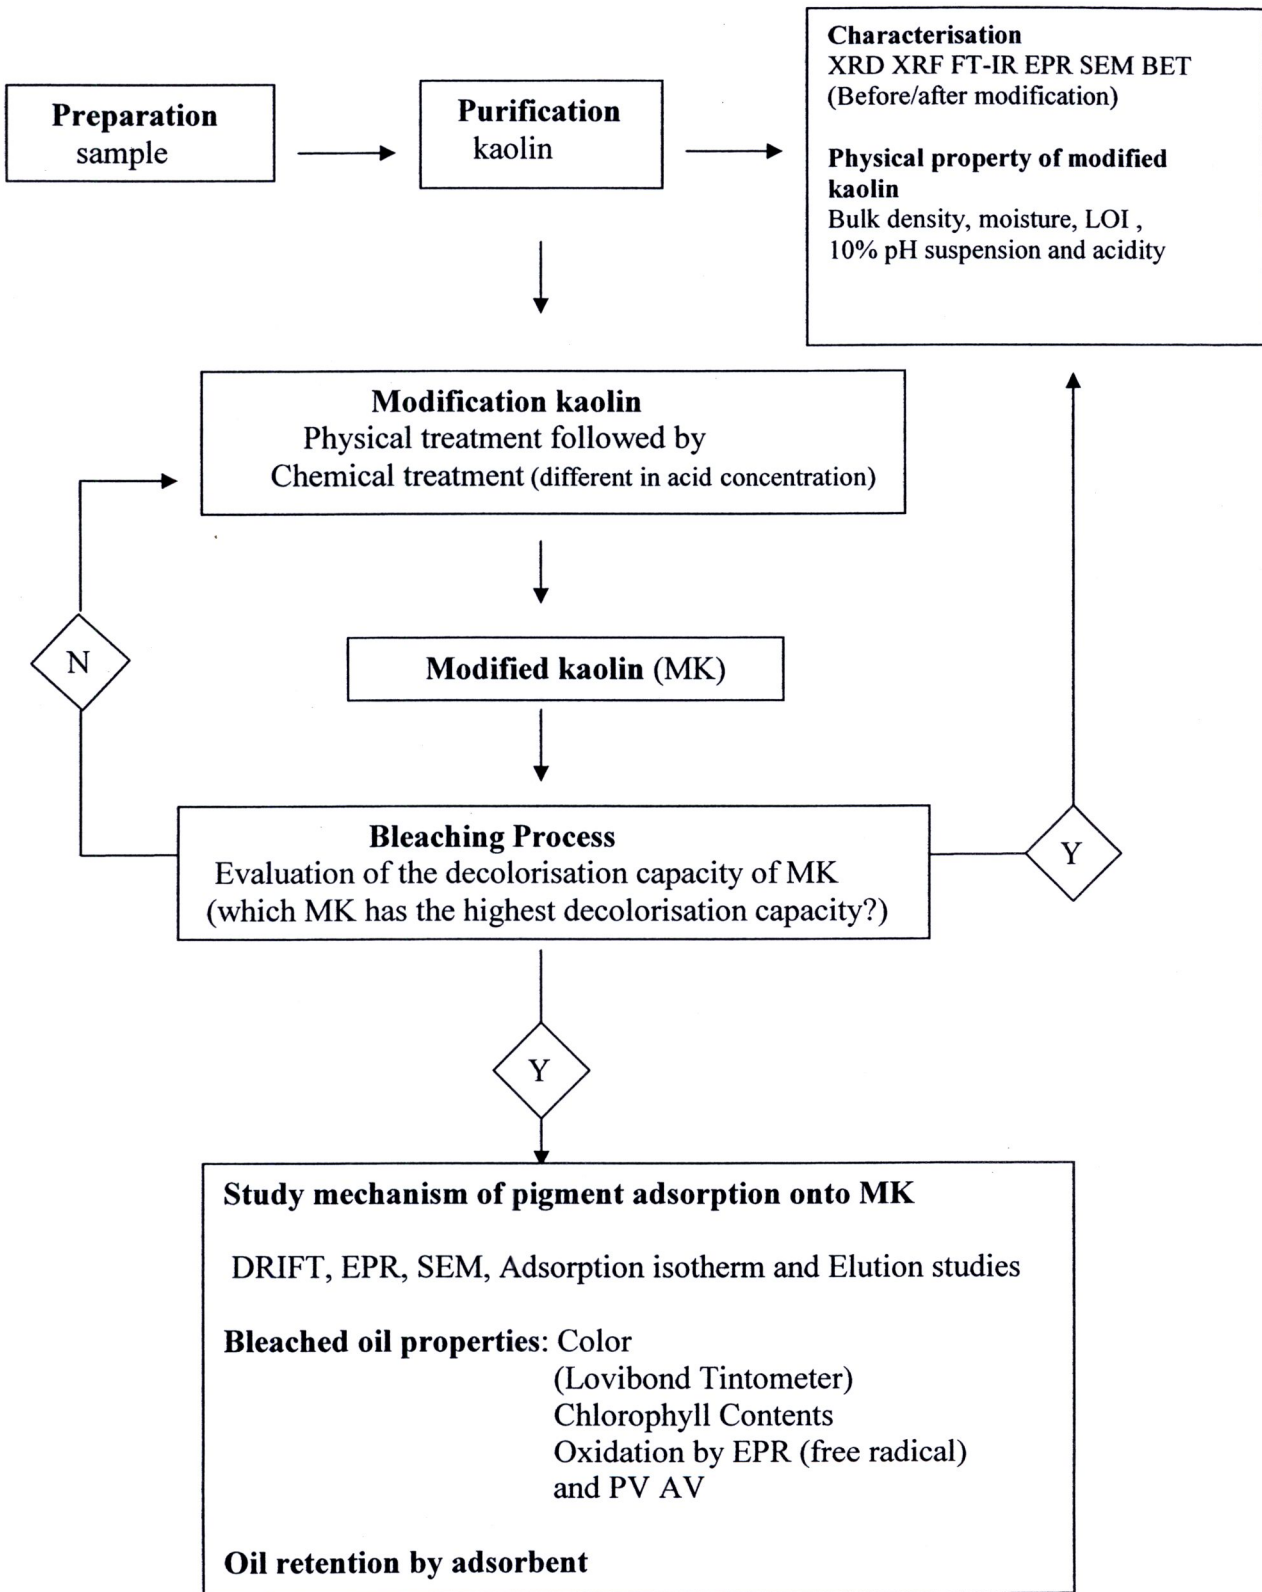 Preparation
sample
Purification
kaolin
Characterisation
XRD XRF FT-IR EPR SEM BET
(Before/after modification)
Physical property of modified
kaolin
Bulk density, moisture, LOI ,
10% pH suspension and acidity
Modification kaolin
Physical treatment followed by
Chemical treatment (different in acid concentration)
N
Modified kaolin (MK)
Bleaching Process
Evaluation of the decolorisation capacity of MK
(which MK has the highest decolorisation capacity?)
Y
Y
Study mechanism of pigment adsorption onto MK
DRIFT, EPR, SEM, Adsorption isotherm and Elution studies
Bleached oil properties: Color
(Lovibond Tintometer)
Chlorophyll Contents
Oxidation by EPR (free radical)
and PV AV
Oil retention by adsorbent